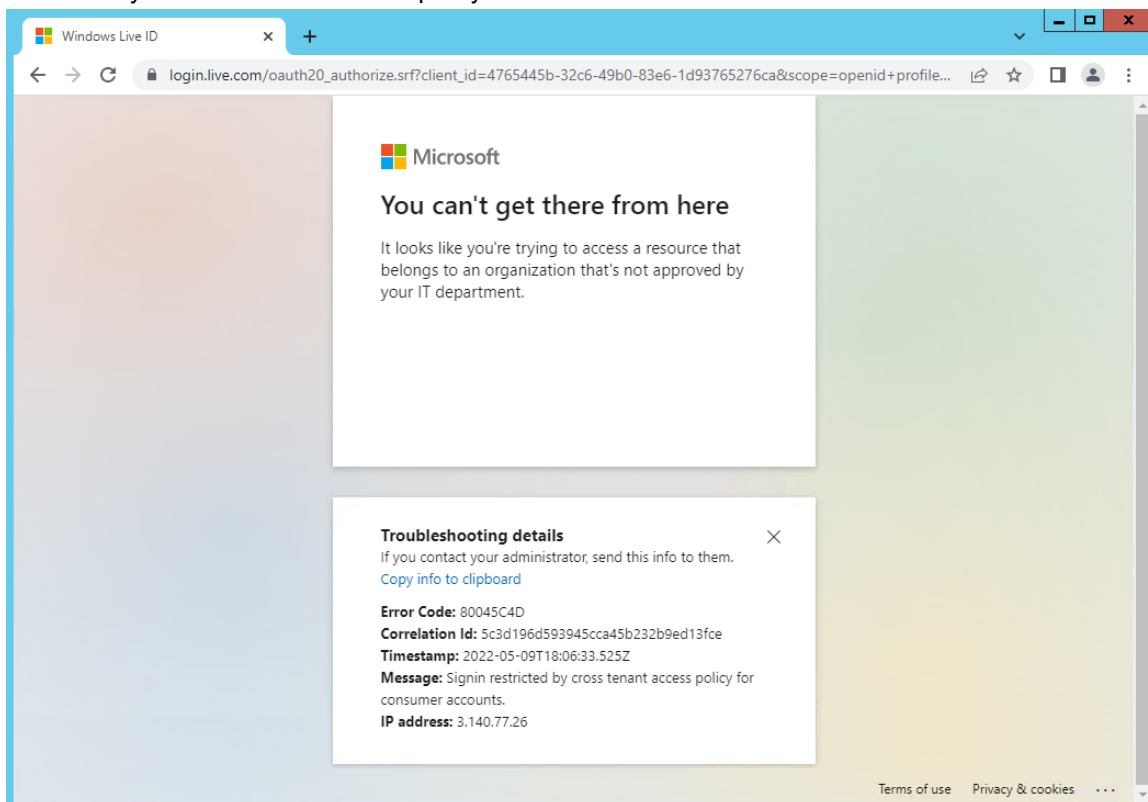 Windows Live ID
login.live.com/oauth20_authorize.srf?client_id=4765445b-32c6-49b0-83e6-1d93765276ca&scope=openid+profile...
Microsoft
You can't get there from here
It looks like you're trying to access a resource that
belongs to an organization that's not approved by
your IT department.
Troubleshooting details
If you contact your administrator, send this info to them.
Copy info to clipboard
Error Code: 80045C4D
Correlation Id: 5c3d196d593945cca45b232b9ed13fce
Timestamp: 2022-05-09T18:06:33.525Z
Message: Signin restricted by cross tenant access policy for
consumer accounts.
IP address: 3.140.77.26
Terms of use Privacy & cookies ...